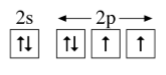 2s ← 2p →
↑↓ ↑↓ ↑ ↑